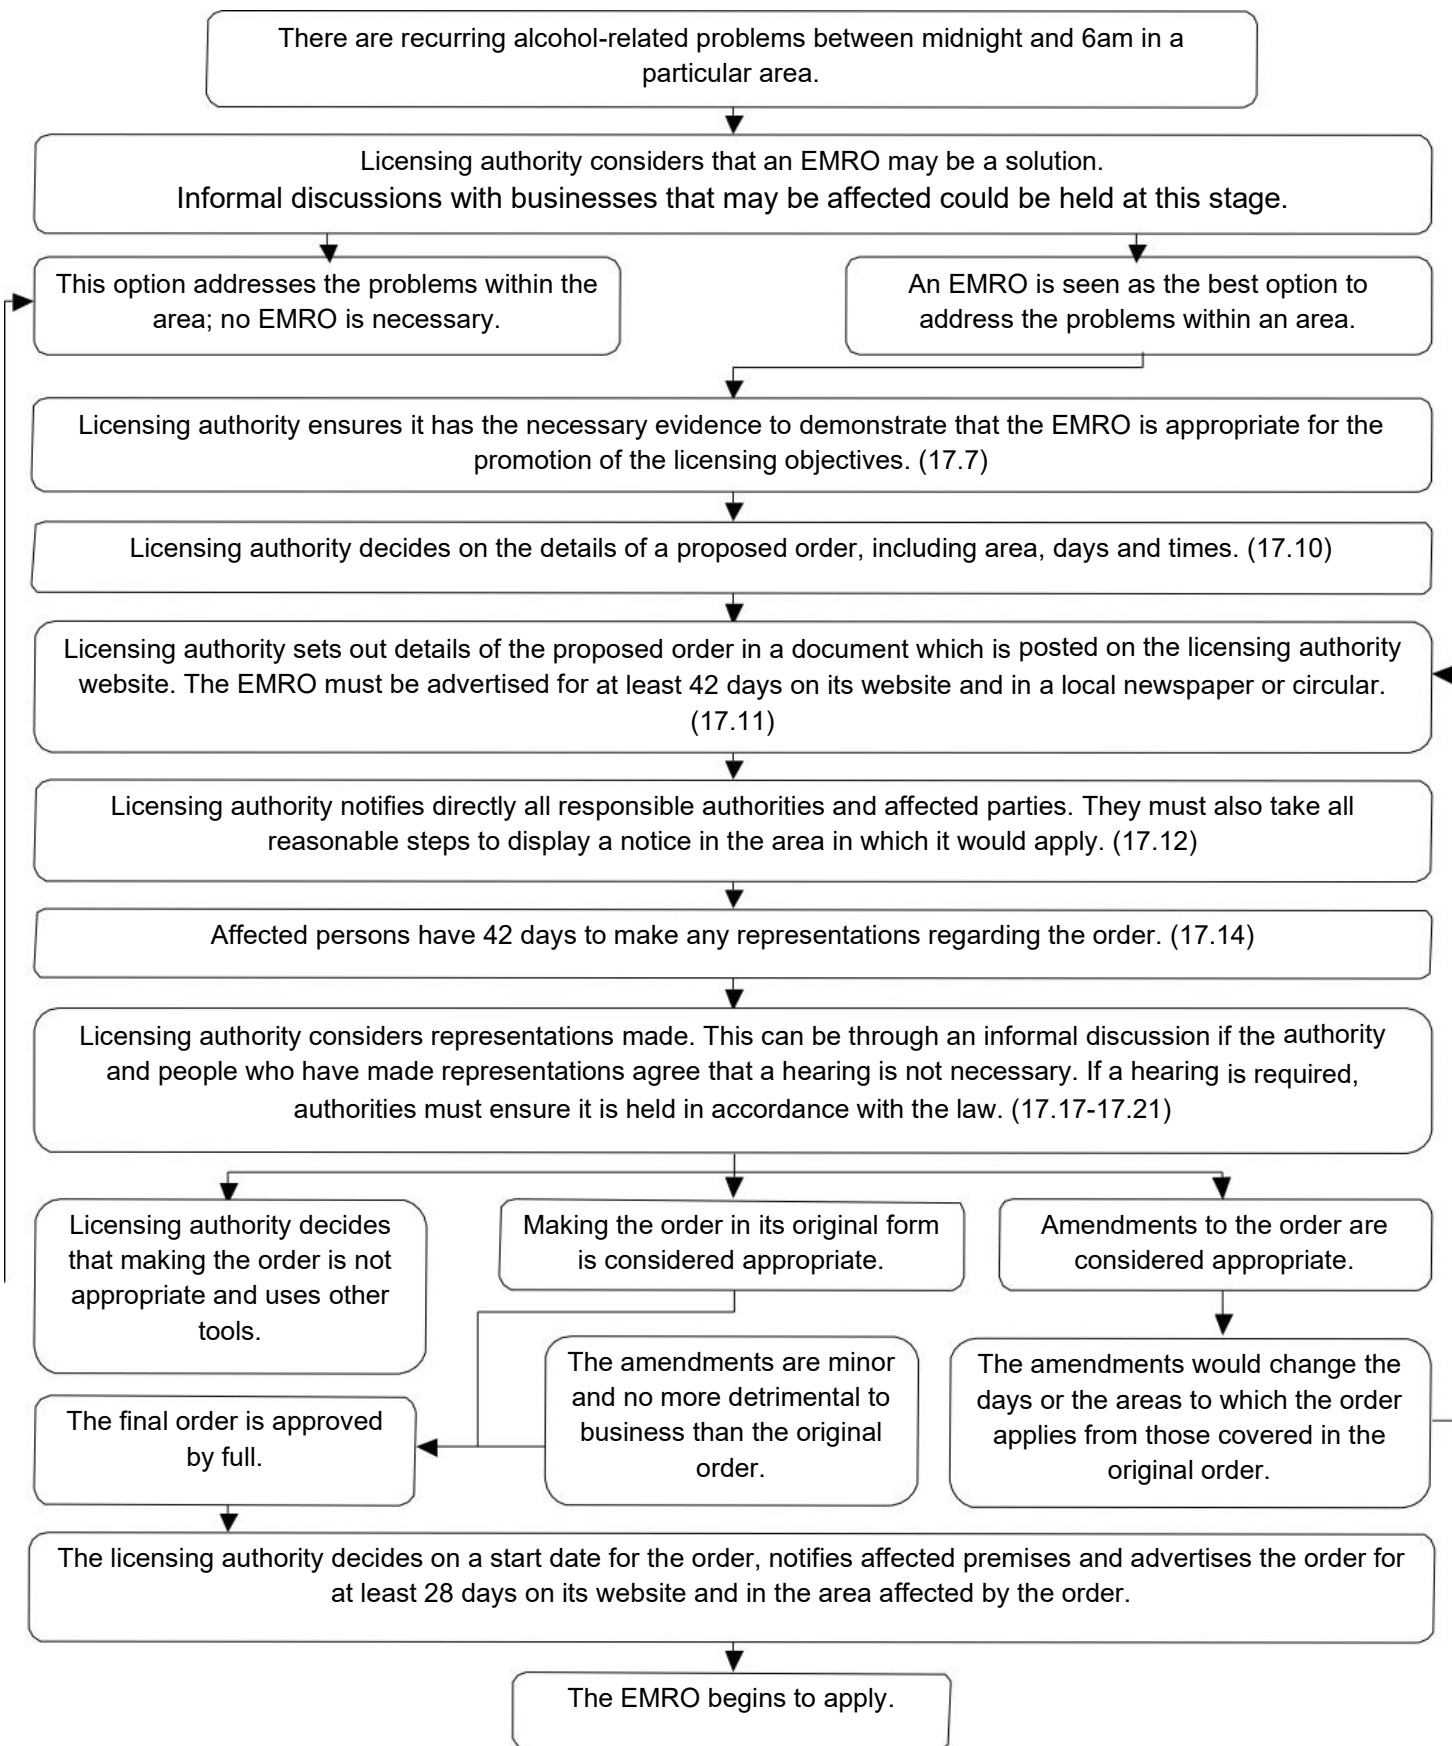 There are recurring alcohol-related problems between midnight and 6am in a
particular area.
Licensing authority considers that an EMRO may be a solution.
Informal discussions with businesses that may be affected could be held at this stage.
This option addresses the problems within the
area; no EMRO is necessary.
An EMRO is seen as the best option to
address the problems within an area.
Licensing authority ensures it has the necessary evidence to demonstrate that the EMRO is appropriate for the
promotion of the licensing objectives. (17.7)
Licensing authority decides on the details of a proposed order, including area, days and times. (17.10)
Licensing authority sets out details of the proposed order in a document which is posted on the licensing authority
website. The EMRO must be advertised for at least 42 days on its website and in a local newspaper or circular.
(17.11)
Licensing authority notifies directly all responsible authorities and affected parties. They must also take all
reasonable steps to display a notice in the area in which it would apply. (17.12)
Affected persons have 42 days to make any representations regarding the order. (17.14)
Licensing authority considers representations made. This can be through an informal discussion if the authority
and people who have made representations agree that a hearing is not necessary. If a hearing is required,
authorities must ensure it is held in accordance with the law. (17.17-17.21)
Licensing authority decides
that making the order is not
appropriate and uses other
tools.
Making the order in its original form
is considered appropriate.
Amendments to the order are
considered appropriate.
The amendments are minor
and no more detrimental to
business than the original
order.
The amendments would change the
days or the areas to which the order
applies from those covered in the
original order.
The final order is approved
by full.
The licensing authority decides on a start date for the order, notifies affected premises and advertises the order for
at least 28 days on its website and in the area affected by the order.
The EMRO begins to apply.